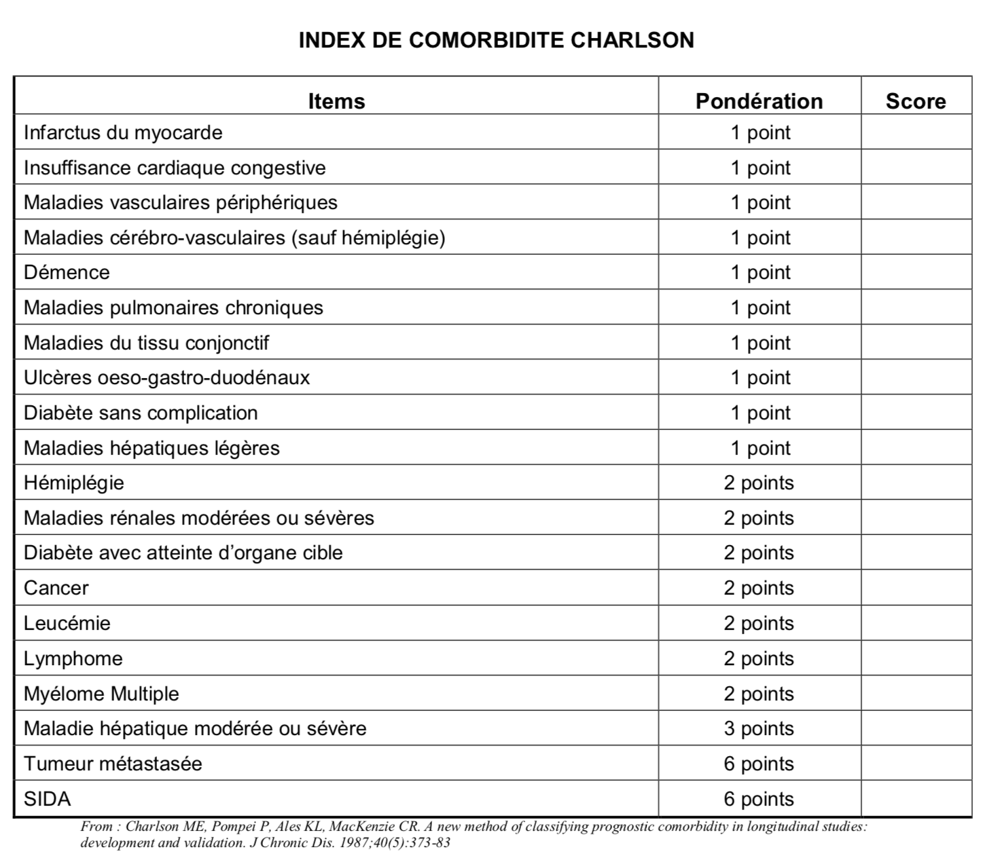 INDEX DE COMORBIDITE CHARLSON
Items Pondération Score
Infarctus du myocarde 1 point
Insuffisance cardiaque congestive 1 point
Maladies vasculaires périphériques 1 point
Maladies cérébro-vasculaires (sauf hémiplégie) 1 point
Démence 1 point
Maladies pulmonaires chroniques 1 point
Maladies du tissu conjonctif 1 point
Ulcères oeso-gastro-duodénaux 1 point
Diabète sans complication 1 point
Maladies hépatiques légères 1 point
Hémiplégie 2 points
Maladies rénales modérées ou sévères 2 points
Diabète avec atteinte d’organe cible 2 points
Cancer 2 points
Leucémie 2 points
Lymphome 2 points
Myélome Multiple 2 points
Maladie hépatique modérée ou sévère 3 points
Tumeur métastasée 6 points
SIDA 6 points
From : Charlson ME, Pompei P, Ales KL, MacKenzie CR. A new method of classifying prognostic comorbidity in longitudinal studies:
development and validation. J Chronic Dis. 1987;40(5):373-83